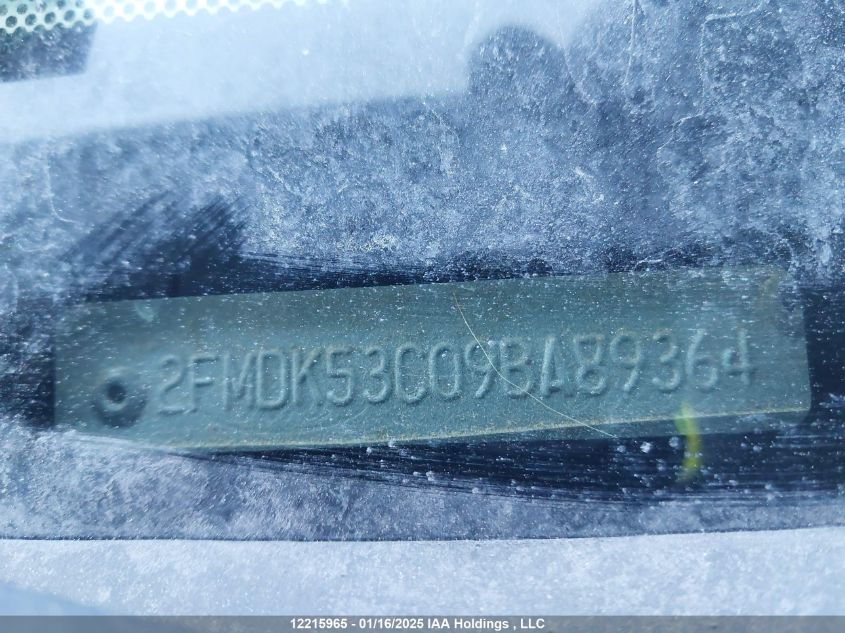 2FMDK53C09BA89364
12215965 - 01/16/2025 IAA Holdings , LLC